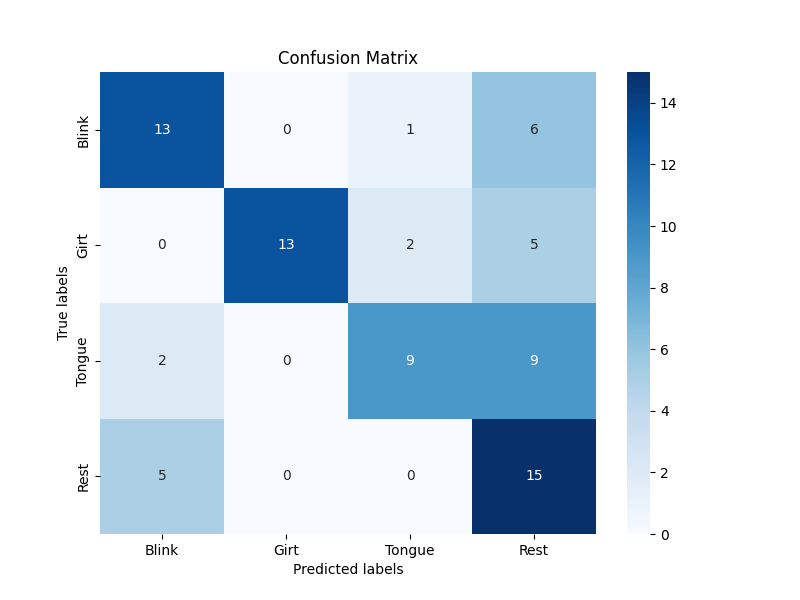 Confusion Matrix
True labels
Blink
13 0 1 6
Girt
0 13 2 5
Tongue
2 0 9 9
Rest
5 0 0 15
Blink Girt Tongue Rest
Predicted labels
14
12
10
8
6
4
2
0